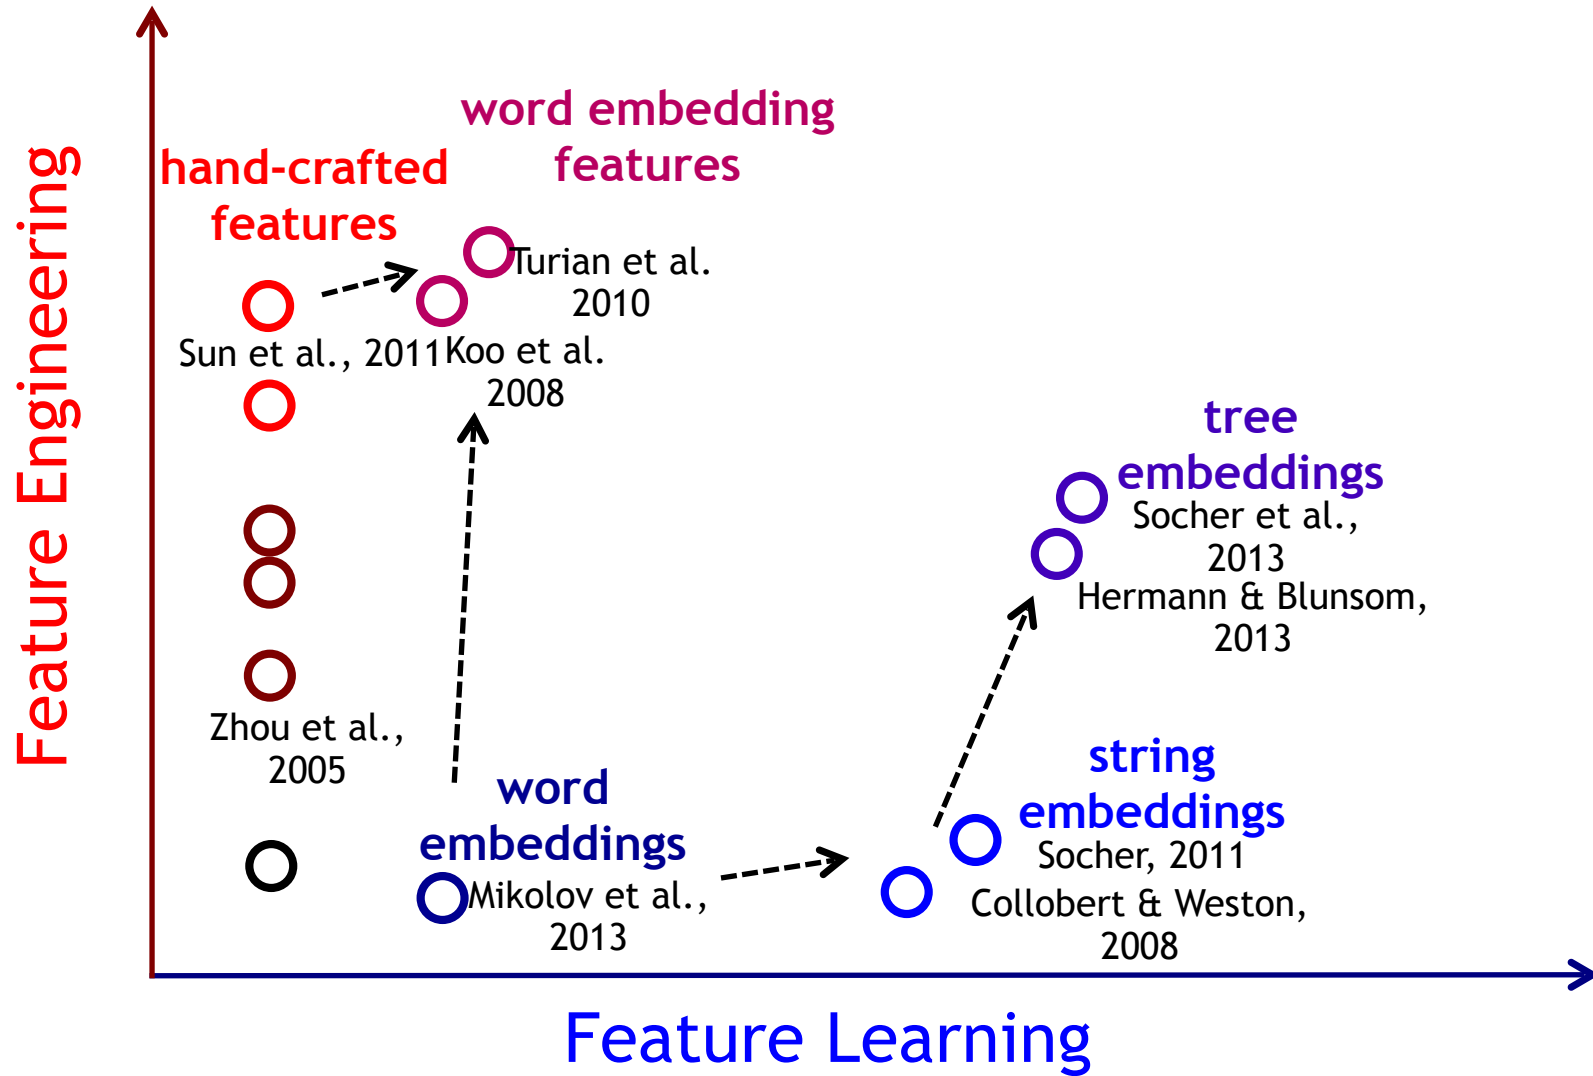 Feature Engineering
word embedding
features
hand-crafted
features
Turian et al.
2010
Sun et al., 2011
Koo et al.
2008
tree
embeddings
Socher et al.,
2013
Hermann & Blunsom,
2013
Zhou et al.,
2005
word
embeddings
Mikolov et al.,
2013
string
embeddings
Socher, 2011
Collobert & Weston,
2008
Feature Learning